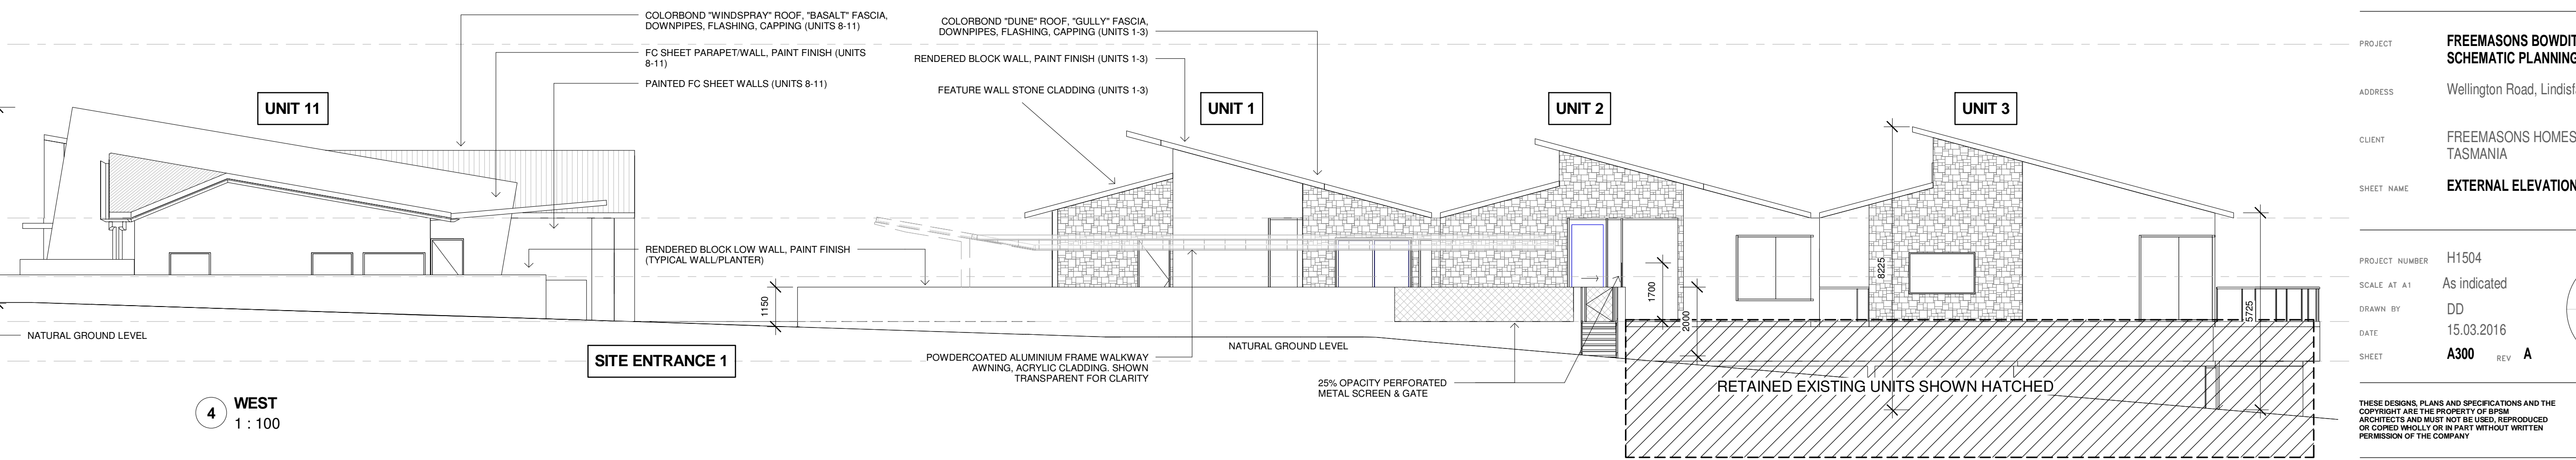 COLORBOND "WINDSPRAY" ROOF, "BASALT" FASCIA,
DOWNPIPES, FLASHING, CAPPING (UNITS 8-11)
FC SHEET PARAPET/WALL, PAINT FINISH (UNITS
8-11)
PAINTED FC SHEET WALLS (UNITS 8-11)
UNIT 11
RENDERED BLOCK LOW WALL, PAINT FINISH
(TYPICAL WALL/PLANTER)
NATURAL GROUND LEVEL
SITE ENTRANCE 1
4 WEST
1 : 100
COLORBOND "DUNE" ROOF, "GULLY" FASCIA,
DOWNPIPES, FLASHING, CAPPING (UNITS 1-3)
RENDERED BLOCK WALL, PAINT FINISH (UNITS 1-3)
FEATURE WALL STONE CLADDING (UNITS 1-3)
UNIT 1
UNIT 2
UNIT 3
1150
1700
2000
8225
5725
NATURAL GROUND LEVEL
POWDERCOATED ALUMINIUM FRAME WALKWAY
AWNING, ACRYLIC CLADDING. SHOWN
TRANSPARENT FOR CLARITY
25% OPACITY PERFORATED
METAL SCREEN & GATE
RETAINED EXISTING UNITS SHOWN HATCHED
PROJECT FREEMASONS BOWDIT
SCHEMATIC PLANNING
ADDRESS Wellington Road, Lindisf
CLIENT FREEMASONS HOMES
TASMANIA
SHEET NAME EXTERNAL ELEVATION
PROJECT NUMBER H1504
SCALE AT A1 As indicated
DRAWN BY DD
DATE 15.03.2016
SHEET A300 REV A
THESE DESIGNS, PLANS AND SPECIFICATIONS AND THE
COPYRIGHT ARE THE PROPERTY OF BPSM
ARCHITECTS AND MUST NOT BE USED, REPRODUCED
OR COPIED WHOLLY OR IN PART WITHOUT WRITTEN
PERMISSION OF THE COMPANY